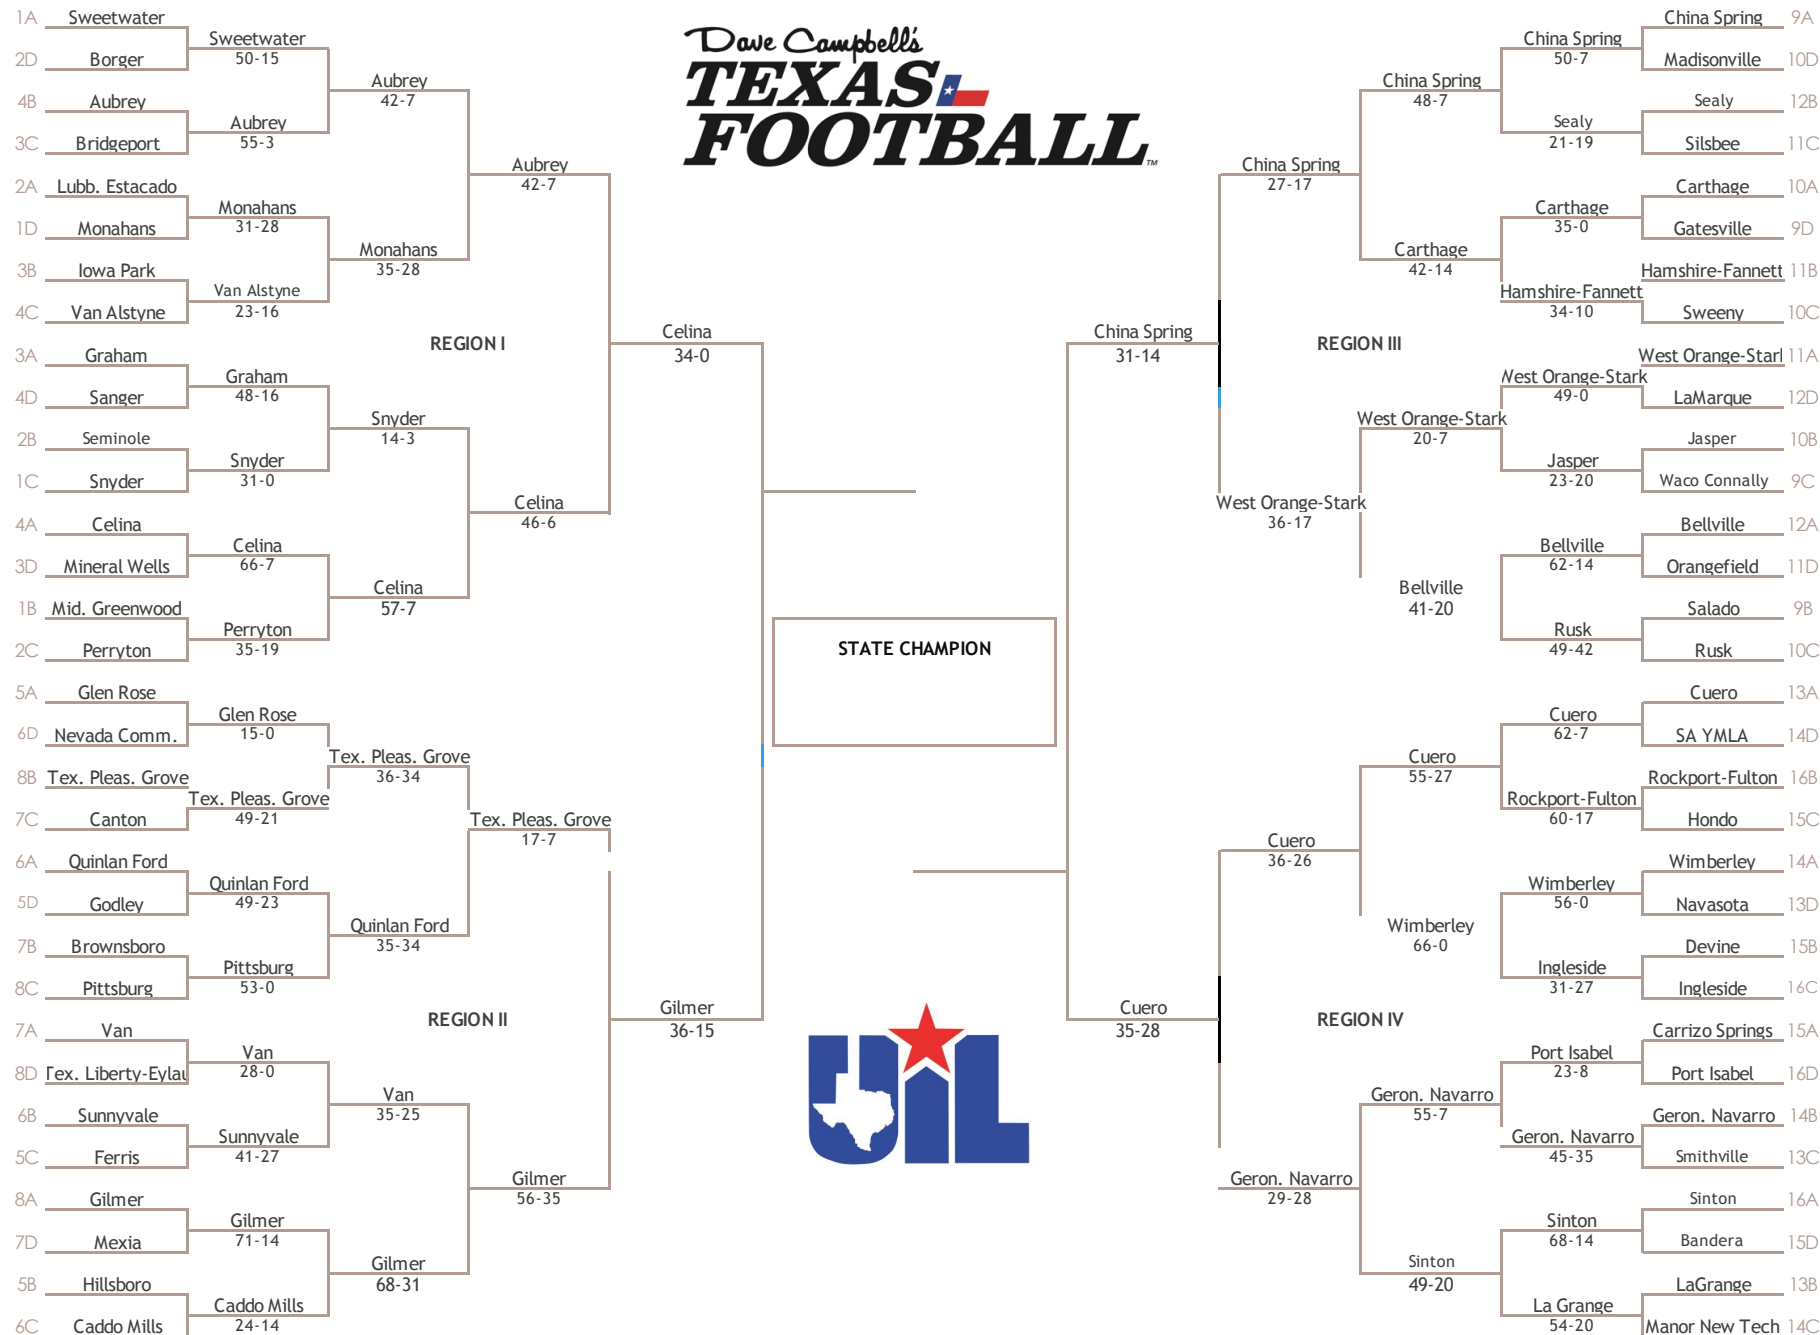 Dave Campbell's
TEXAS
FOOTBALL™
1A Sweetwater
2D Borger
4B Aubrey
3C Bridgeport
2A Lubb. Estacado
1D Monahans
3B Iowa Park
4C Van Alstyne
3A Graham
4D Sanger
2B Seminole
1C Snyder
4A Celina
3D Mineral Wells
1B Mid. Greenwood
2C Perryton
5A Glen Rose
6D Nevada Comm.
8B Tex. Pleas. Grove
7C Canton
6A Quinlan Ford
5D Godley
7B Brownsboro
8C Pittsburg
7A Van
8D Tex. Liberty-Eylau
6B Sunnyvale
5C Ferris
8A Gilmer
7D Mexia
5B Hillsboro
6C Caddo Mills
Sweetwater
50-15
Aubrey
55-3
Monahans
31-28
Van Alstyne
23-16
Graham
48-16
Snyder
31-0
Celina
66-7
Perryton
35-19
Glen Rose
15-0
Tex. Pleas. Grove
49-21
Quinlan Ford
49-23
Pittsburg
53-0
Van
28-0
Sunnyvale
41-27
Gilmer
71-14
Caddo Mills
24-14
Aubrey
42-7
Monahans
35-28
Snyder
14-3
Celina
57-7
Tex. Pleas. Grove
36-34
Quinlan Ford
35-34
Van
35-25
Gilmer
68-31
Aubrey
42-7
REGION I
Celina
46-6
Tex. Pleas. Grove
17-7
REGION II
Gilmer
56-35
Celina
34-0
Gilmer
36-15
STATE CHAMPION
UIL
China Spring
31-14
Cuero
35-28
China Spring
27-17
REGION III
West Orange-Stark
36-17
Cuero
36-26
REGION IV
Geron. Navarro
29-28
China Spring
48-7
Carthage
42-14
West Orange-Stark
20-7
Bellville
41-20
Cuero
55-27
Wimberley
66-0
Geron. Navarro
55-7
Sinton
49-20
China Spring
50-7
Sealy
21-19
Carthage
35-0
Hamshire-Fannett
34-10
West Orange-Stark
49-0
Jasper
23-20
Bellville
62-14
Rusk
49-42
Cuero
62-7
Rockport-Fulton
60-17
Wimberley
56-0
Ingleside
31-27
Port Isabel
23-8
Geron. Navarro
45-35
Sinton
68-14
La Grange
54-20
China Spring 9A
Madisonville 10D
Sealy 12B
Silsbee 11C
Carthage 10A
Gatesville 9D
Hamshire-Fannett 11B
Sweeny 10C
West Orange-Starl 11A
LaMarque 12D
Jasper 10B
Waco Connally 9C
Bellville 12A
Orangefield 11D
Salado 9B
Rusk 10C
Cuero 13A
SA YMLA 14D
Rockport-Fulton 16B
Hondo 15C
Wimberley 14A
Navasota 13D
Devine 15B
Ingleside 16C
Carrizo Springs 15A
Port Isabel 16D
Geron. Navarro 14B
Smithville 13C
Sinton 16A
Bandera 15D
LaGrange 13B
Manor New Tech 14C